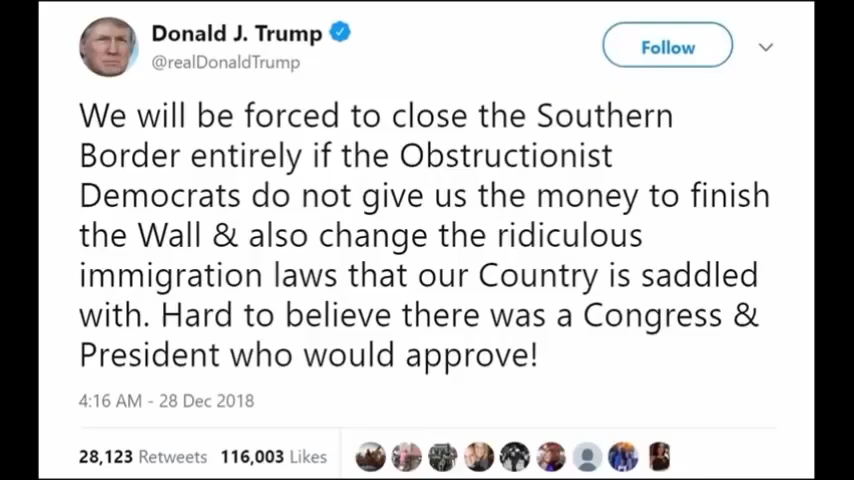 Donald J. Trump
@realDonaldTrump
Follow
We will be forced to close the Southern
Border entirely if the Obstructionist
Democrats do not give us the money to finish
the Wall & also change the ridiculous
immigration laws that our Country is saddled
with. Hard to believe there was a Congress &
President who would approve!
4:16 AM - 28 Dec 2018
28,123 Retweets 116,003 Likes